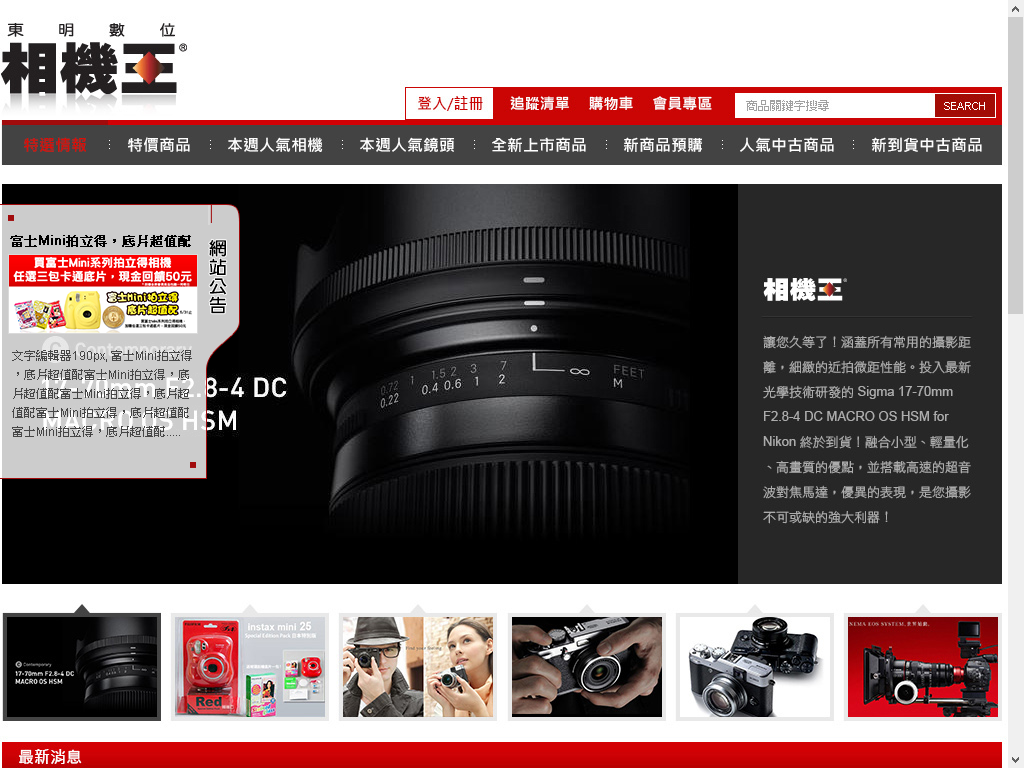 東明數位
相機王®
登入/註冊
追蹤清單
購物車
會員專區
商品關鍵字搜尋
SEARCH
特選情報
特價商品
本週人氣相機
本週人氣鏡頭
全新上市商品
新商品預購
人氣中古商品
新到貨中古商品
網站公告
富士Mini拍立得，底片超值配
買富士Mini系列拍立得相機
任選三包卡通底片，現金回饋50元
富士Mini拍立得
底片超值配
文字編輯器190px, 富士Mini拍立得
，底片超值配富士Mini拍立得，底
片超值配富士Mini拍立得，底片超
值配富士Mini拍立得，底片超值配
富士Mini拍立得，底片超值配.....
Contemporary
17-70mm F2.8-4 DC
MACRO OS HSM
0.72 1 1.5 2 3 7
0.22 0.4 0.6 1 2 ∞
FEET
M
相機王
讓您久等了！涵蓋所有常用的攝影距
離，細緻的近拍微距性能。投入最新
光學技術研發的 Sigma 17-70mm
F2.8-4 DC MACRO OS HSM for
Nikon 終於到貨！融合小型、輕量化
、高畫質的優點，並搭載高速的超音
波對焦馬達，優異的表現，是您攝影
不可或缺的強大利器！
Contemporary
17-70mm F2.8-4 DC
MACRO OS HSM
instax mini 25
Special Edition Pack
Red
Find your feeling
NEMA EOS SYSTEM, 世界始動。
最新消息